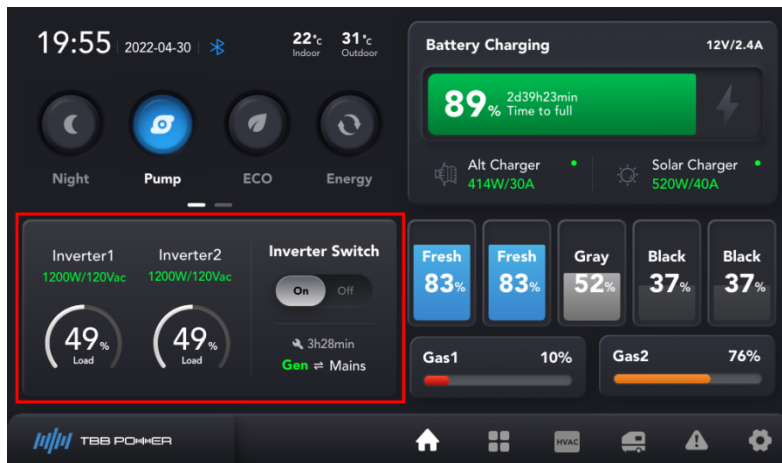 19:55 2022-04-30 22°c 31°c
Indoor Outdoor
Night Pump ECO Energy
Battery Charging 12V/2.4A
89% 2d39h23min
Time to full
Alt Charger Solar Charger
414W/30A 520W/40A
Inverter1 Inverter2 Inverter Switch
1200W/120Vac 1200W/120Vac
On Off
49% 49%
Load Load
3h28min
Gen ⇌ Mains
Fresh Fresh Gray Black Black
83% 83% 52% 37% 37%
Gas1 10% Gas2 76%
TBB POWER
HVAC